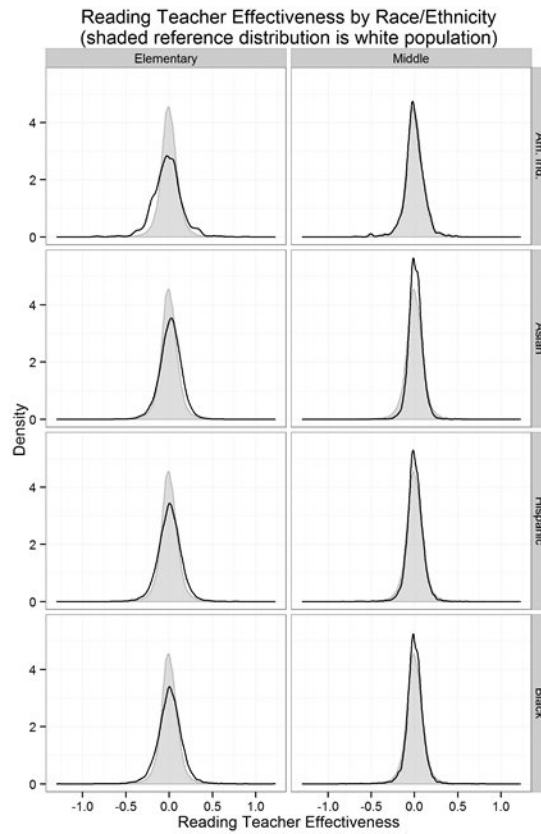 Reading Teacher Effectiveness by Race/Ethnicity
(shaded reference distribution is white population)
Elementary Middle
4
2
0
Am. Ind.
4
2
0
Asian
Density
4
2
0
Hispanic
4
2
0
Black
-1.0 -0.5 0.0 0.5 1.0 -1.0 -0.5 0.0 0.5 1.0
Reading Teacher Effectiveness